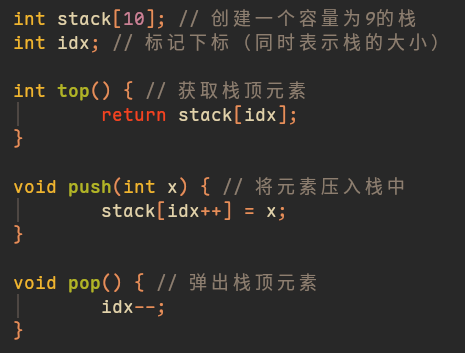 int stack[10]; // 创建一个容量为9的栈
int idx; // 标记下标（同时表示栈的大小）
int top() { // 获取栈顶元素
return stack[idx];
}
void push(int x) { // 将元素压入栈中
stack[idx++] = x;
}
void pop() { // 弹出栈顶元素
idx--;
}